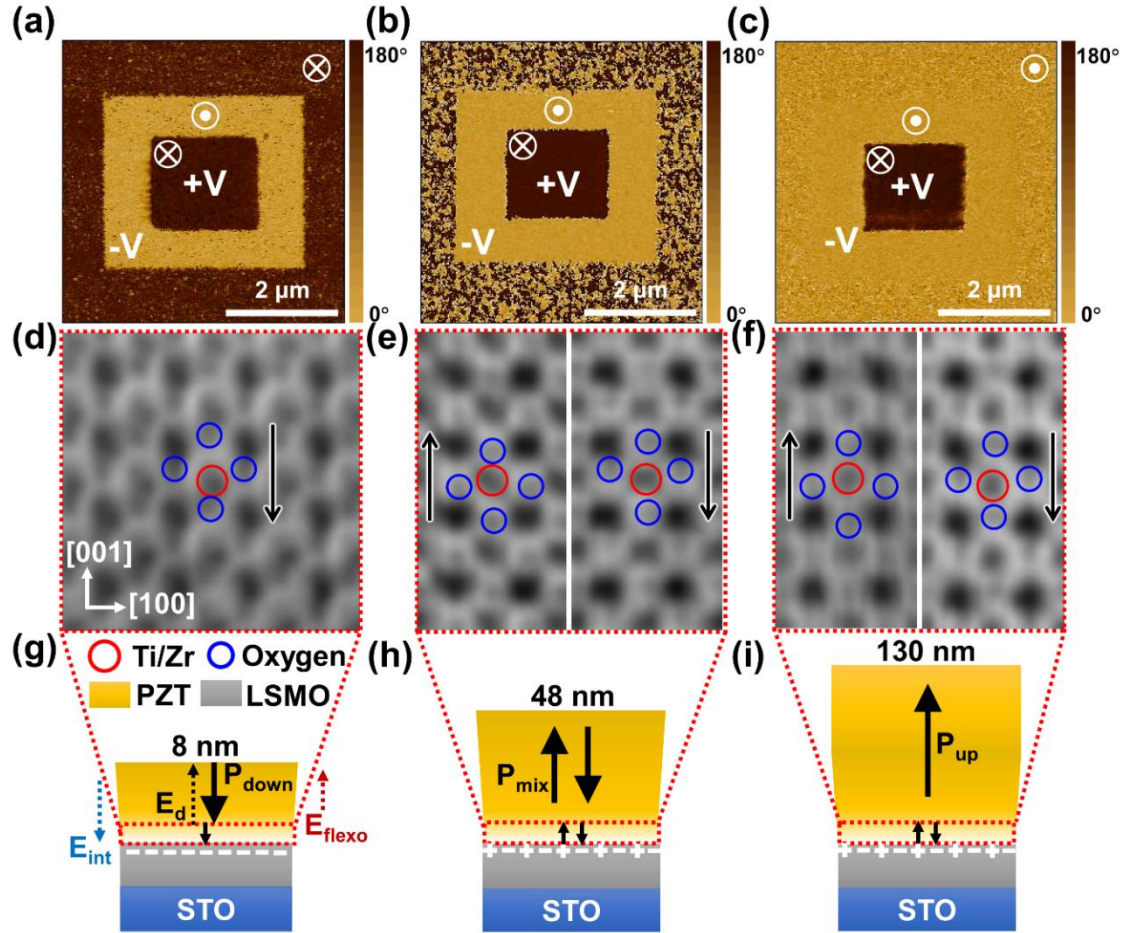 (a)
(b)
(c)
180°
180°
180°
+V
+V
+V
-V
-V
-V
2 μm
2 μm
2 μm
0°
0°
0°
(d)
(e)
(f)
[001]
[100]
(g)
Ti/Zr
Oxygen
(h)
(i)
130 nm
PZT
LSMO
48 nm
8 nm
Pdown
Ed
Eint
Eflexo
Pmix
Pup
STO
STO
STO